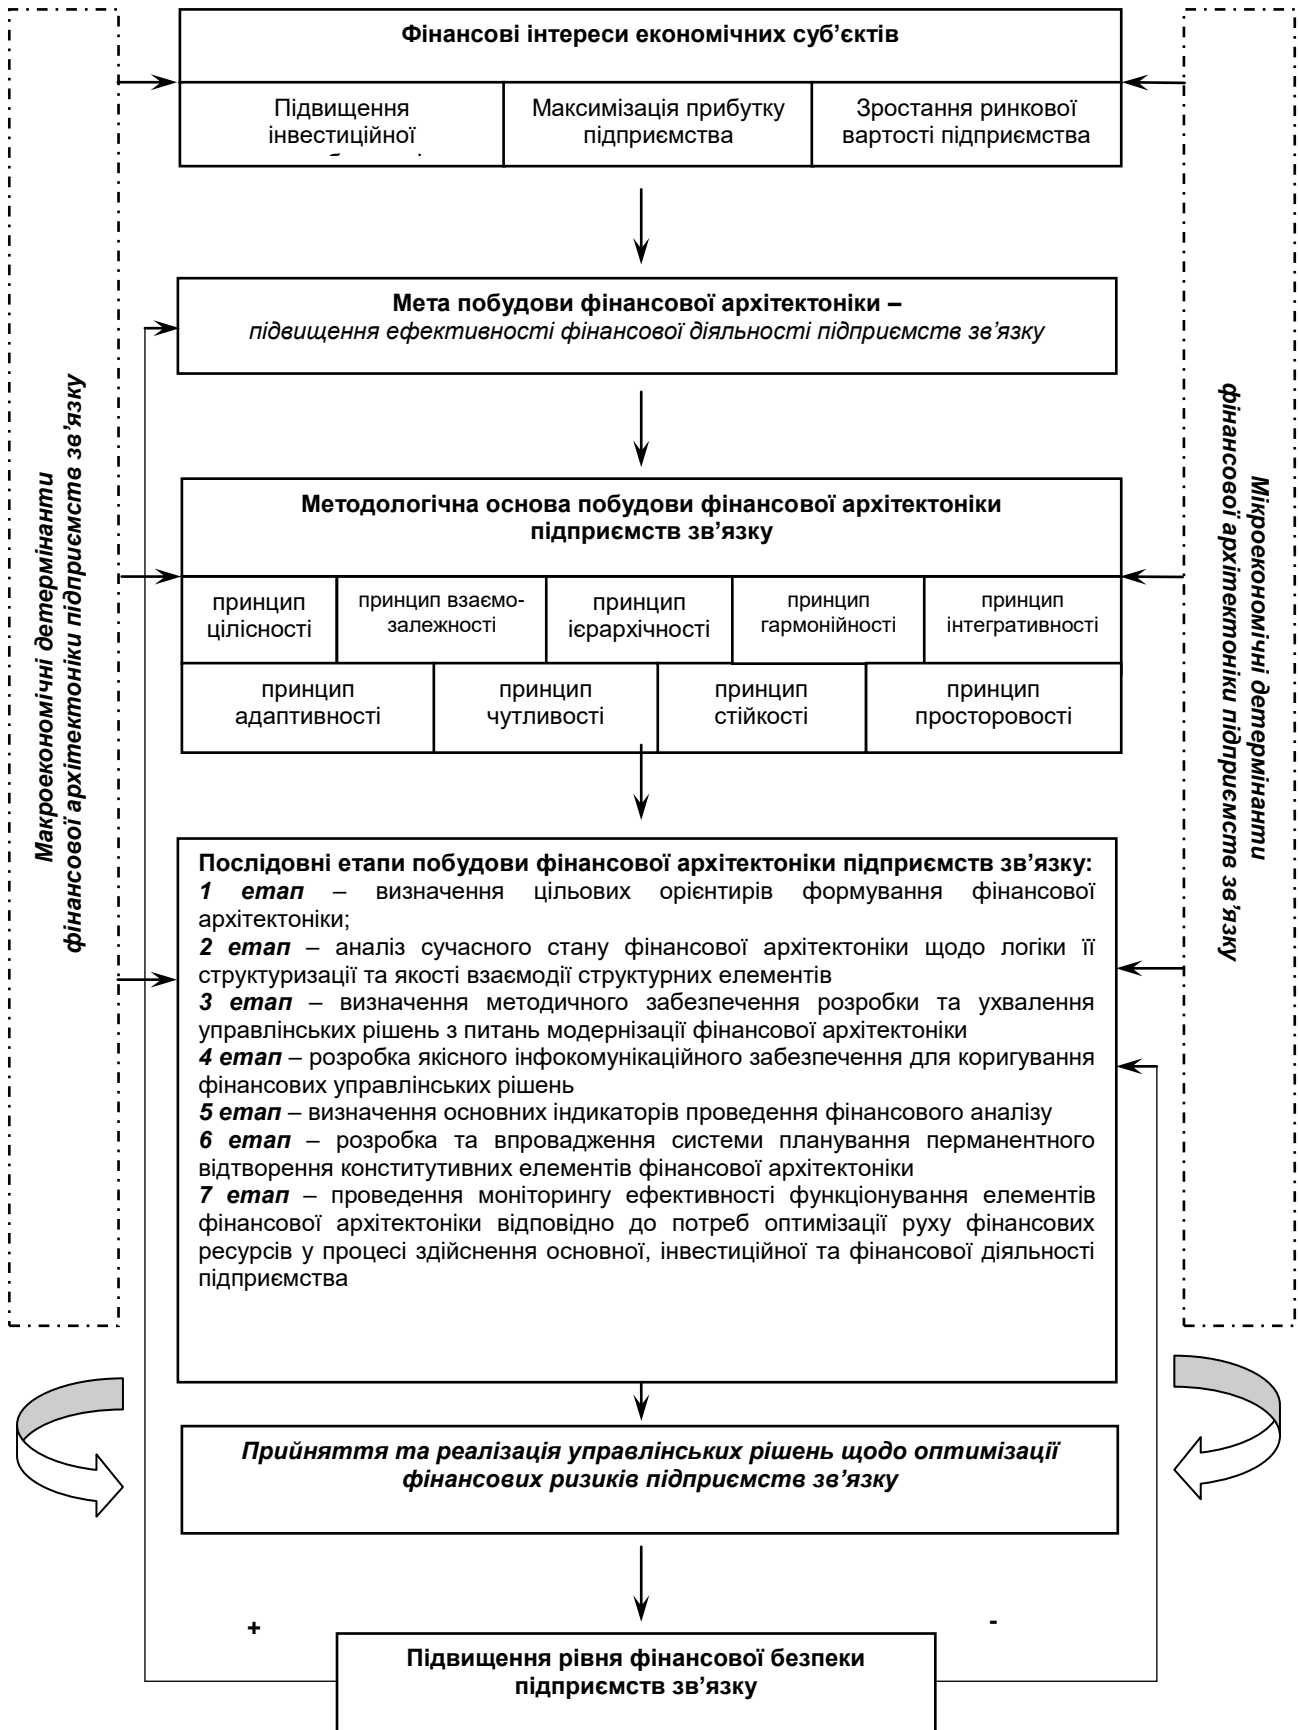 Фінансові інтереси економічних суб’єктів
Підвищення
інвестиційної
Максимізація прибутку
підприємства
Зростання ринкової
вартості підприємства
Мета побудови фінансової архітектоніки –
підвищення ефективності фінансової діяльності підприємств зв’язку
Макроекономічні детермінанти
фінансової архітектоніки підприємств зв’язку
Мікроекономічні детермінанти
фінансової архітектоніки підприємств зв’язку
Методологічна основа побудови фінансової архітектоніки
підприємств зв’язку
принцип
цілісності
принцип взаємо-
залежності
принцип
ієрархічності
принцип
гармонійності
принцип
інтегративності
принцип
адаптивності
принцип
чутливості
принцип
стійкості
принцип
просторовості
Послідовні етапи побудови фінансової архітектоніки підприємств зв’язку:
1 етап – визначення цільових орієнтирів формування фінансової
архітектоніки;
2 етап – аналіз сучасного стану фінансової архітектоніки щодо логіки її
структуризації та якості взаємодії структурних елементів
3 етап – визначення методичного забезпечення розробки та ухвалення
управлінських рішень з питань модернізації фінансової архітектоніки
4 етап – розробка якісного інфокомунікаційного забезпечення для коригування
фінансових управлінських рішень
5 етап – визначення основних індикаторів проведення фінансового аналізу
6 етап – розробка та впровадження системи планування перманентного
відтворення конститутивних елементів фінансової архітектоніки
7 етап – проведення моніторингу ефективності функціонування елементів
фінансової архітектоніки відповідно до потреб оптимізації руху фінансових
ресурсів у процесі здійснення основної, інвестиційної та фінансової діяльності
підприємства
Прийняття та реалізація управлінських рішень щодо оптимізації
фінансових ризиків підприємств зв’язку
+
-
Підвищення рівня фінансової безпеки
підприємств зв’язку